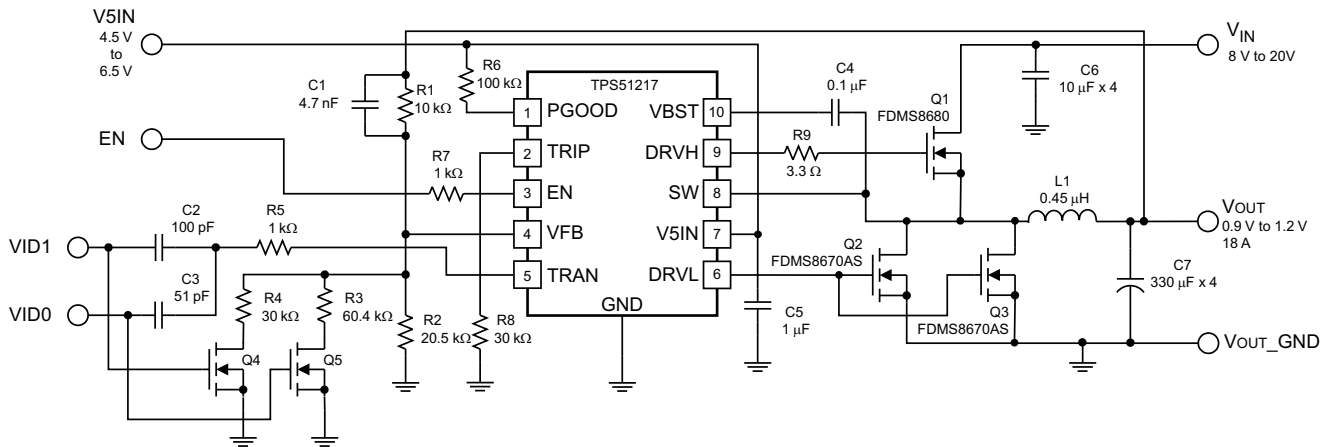 V5IN
4.5 V
to
6.5 V
EN
VID1
VID0
C1
4.7 nF
R1
10 kΩ
R6
100 kΩ
R7
1 kΩ
C2
100 pF
R5
1 kΩ
C3
51 pF
R4
30 kΩ
R3
60.4 kΩ
R2
20.5 kΩ
R8
30 kΩ
Q4
Q5
TPS51217
1 PGOOD
2 TRIP
3 EN
4 VFB
5 TRAN
GND
VBST 10
DRVH 9
SW 8
V5IN 7
DRVL 6
C4
0.1 μF
R9
3.3 Ω
Q1
FDMS8680
C6
10 μF x 4
VIN
8 V to 20V
L1
0.45 μH
VOUT
0.9 V to 1.2 V
18 A
Q2
FDMS8670AS
Q3
FDMS8670AS
C5
1 μF
C7
330 μF x 4
VOUT_GND